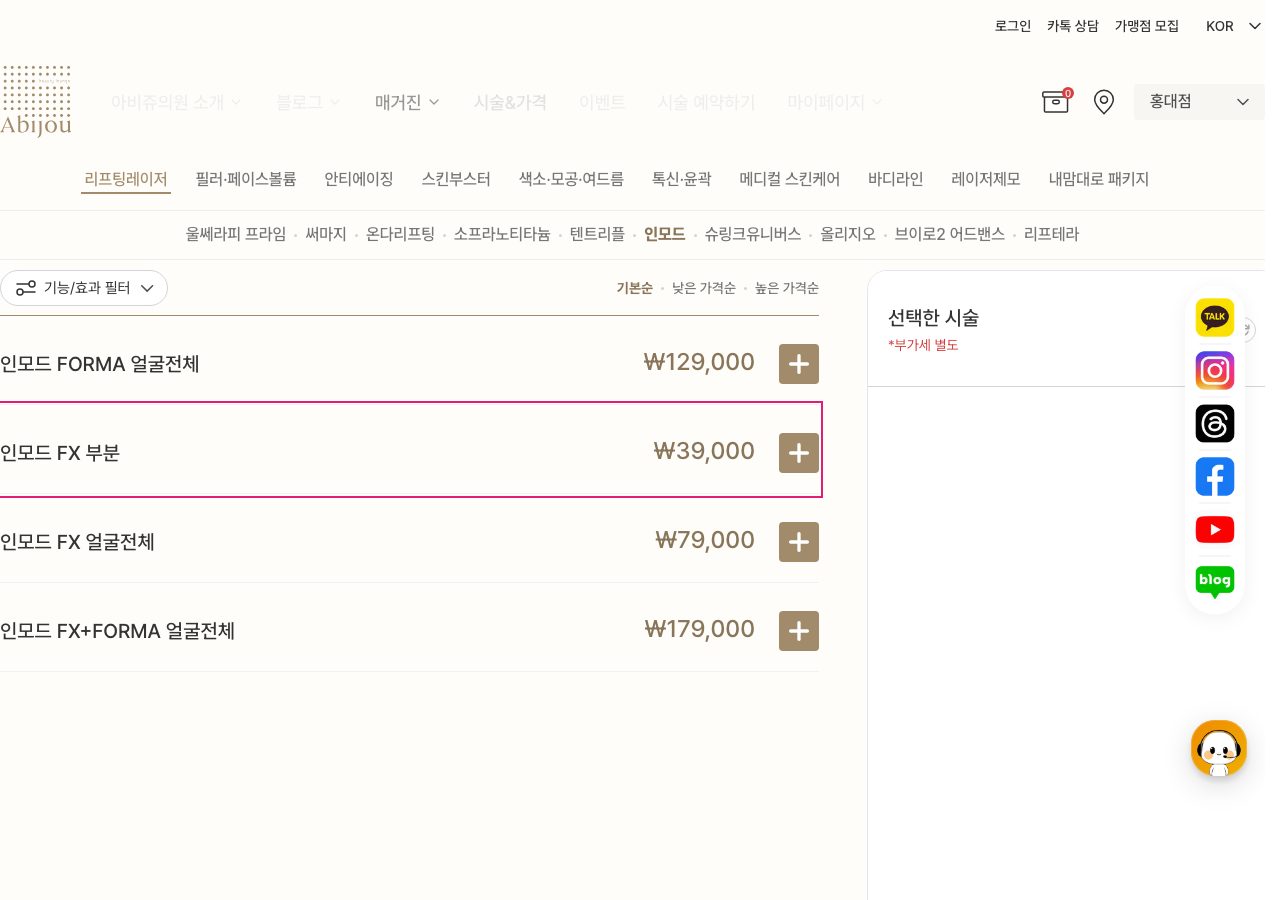 로그인 카톡 상담 가맹점 모집 KOR
Abijou
아비쥬의원 소개 블로그 매거진 시술&가격 이벤트 시술 예약하기 마이페이지
0
홍대점
리프팅레이저 필러·페이스볼륨 안티에이징 스킨부스터 색소·모공·여드름 톡신·윤곽 메디컬 스킨케어 바디라인 레이저제모 내맘대로 패키지
울쎄라피 프라임 · 써마지 · 온다리프팅 · 소프라노티타늄 · 텐트리플 · 인모드 · 슈링크유니버스 · 올리지오 · 브이로2 어드밴스 · 리프테라
기능/효과 필터
기본순 · 낮은 가격순 · 높은 가격순
인모드 FORMA 얼굴전체 ₩129,000
인모드 FX 부분 ₩39,000
인모드 FX 얼굴전체 ₩79,000
인모드 FX+FORMA 얼굴전체 ₩179,000
선택한 시술
*부가세 별도
TALK
blog